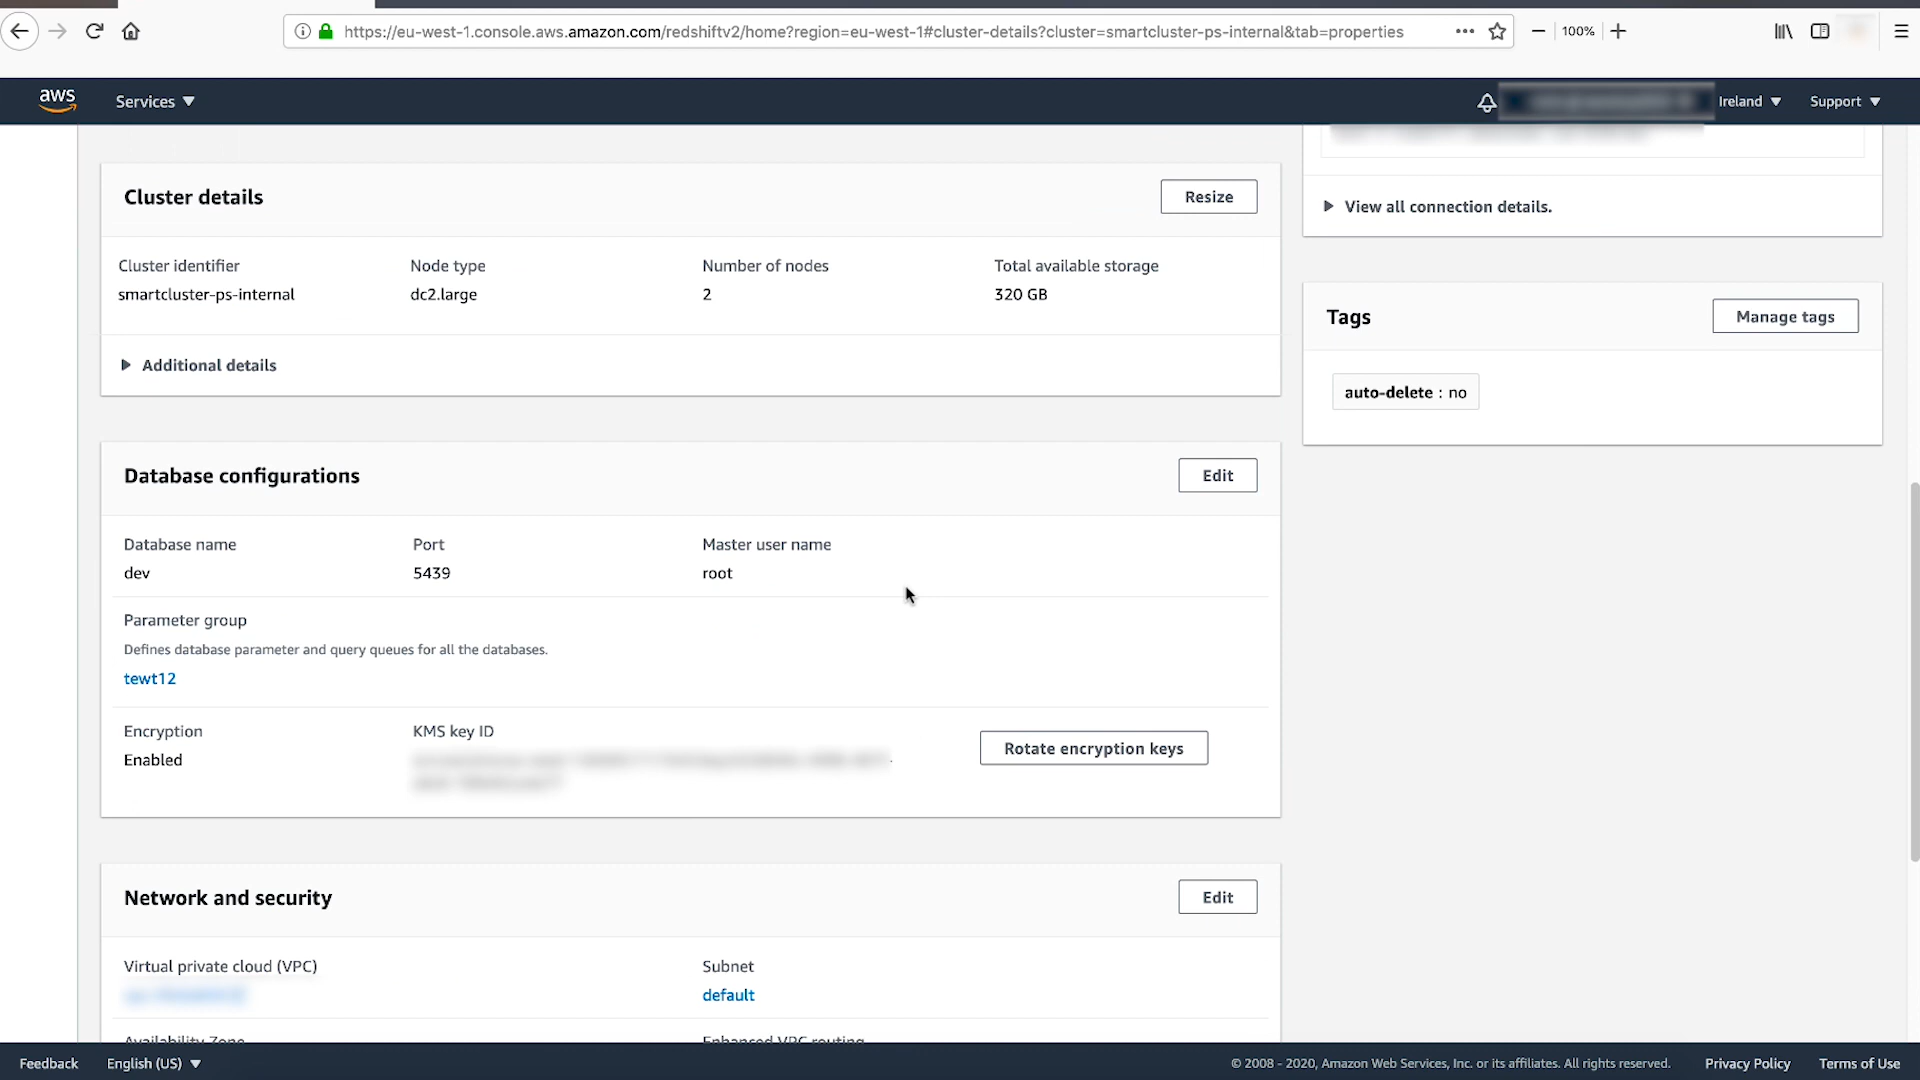 https://eu-west-1.console.aws.amazon.com/redshiftv2/home?region=eu-west-1#cluster-details?cluster=smartcluster-ps-internal&tab=properties
100%
aws
Services
Ireland
Support
Cluster details
Resize
Cluster identifier
Node type
Number of nodes
Total available storage
smartcluster-ps-internal
dc2.large
2
320 GB
Additional details
View all connection details.
Tags
Manage tags
auto-delete : no
Database configurations
Edit
Database name
Port
Master user name
dev
5439
root
Parameter group
Defines database parameter and query queues for all the databases.
tewt12
Encryption
KMS key ID
Enabled
Rotate encryption keys
Network and security
Edit
Virtual private cloud (VPC)
Subnet
default
Availability Zone
Enhanced VPC routing
Feedback
English (US)
© 2008 - 2020, Amazon Web Services, Inc. or its affiliates. All rights reserved.
Privacy Policy
Terms of Use